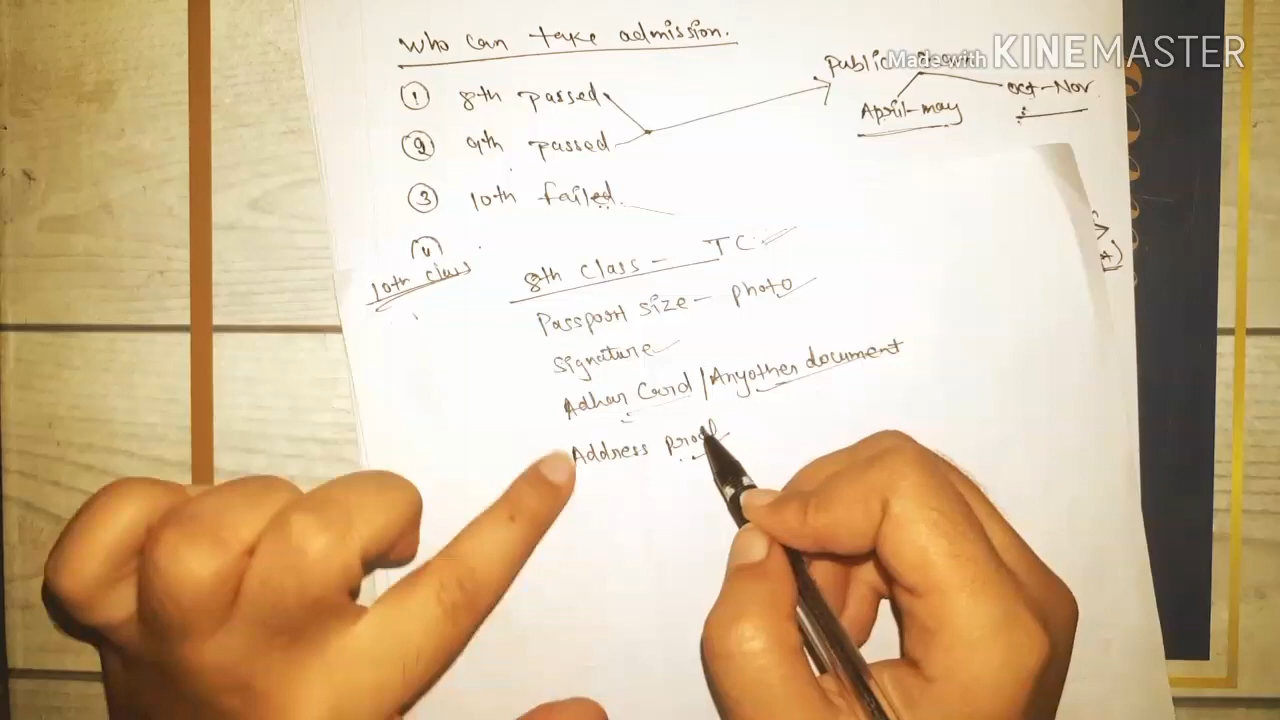 who can take admission.
① 8th passed
② 9th passed
③ 10th failed.
Public
April-may
oct-Nov
④
10th class
8th class - TC
Passport size - photo
Signature
Adhar Card / Anyother document
Address proof
Made with KINEMASTER